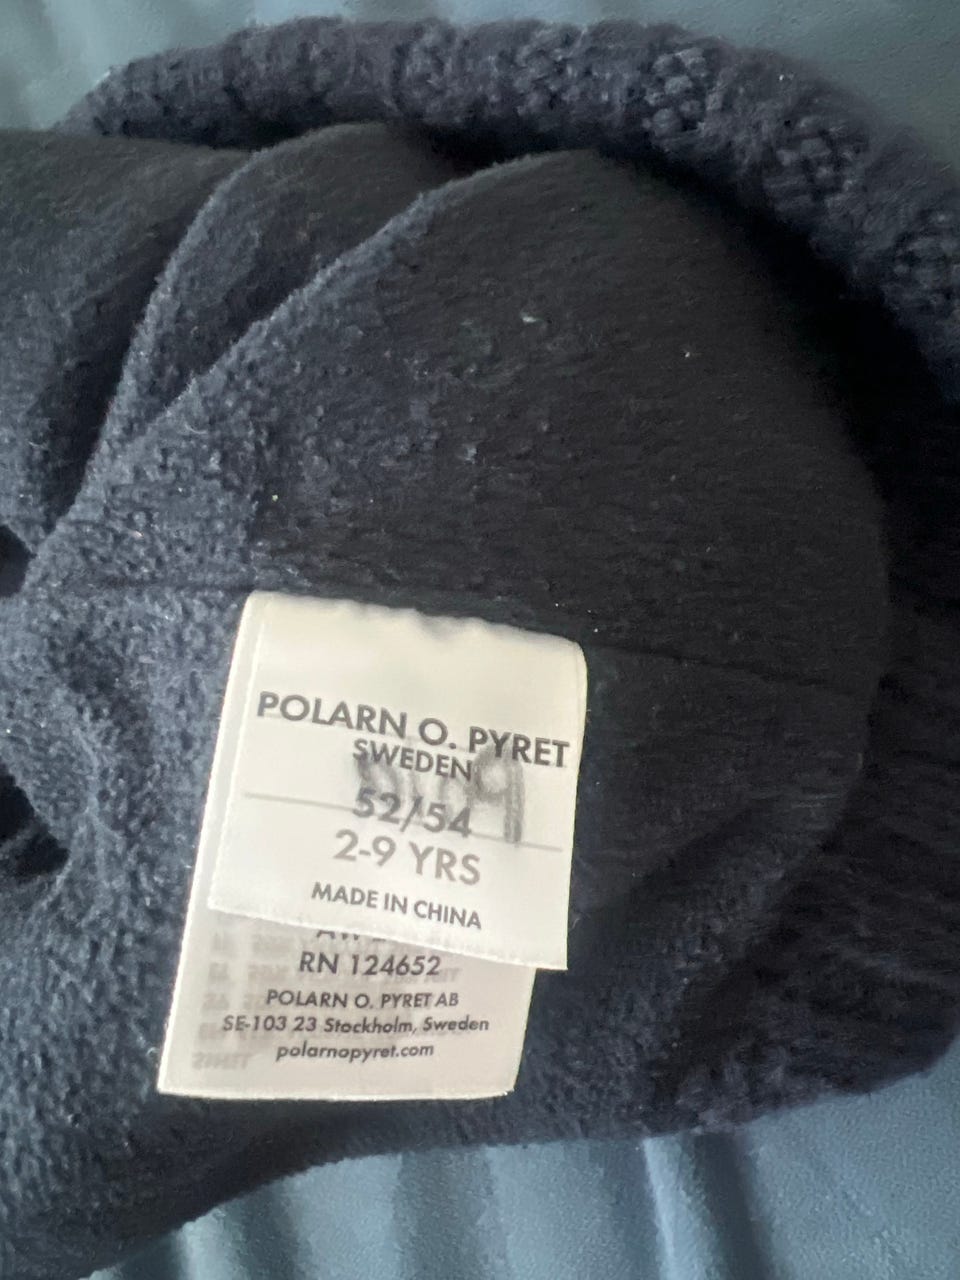 POLARN O. PYRET
SWEDEN
52/54
2-9 YRS
MADE IN CHINA
RN 124652
POLARN O. PYRET AB
SE-103 23 Stockholm, Sweden
polarnopyret.com